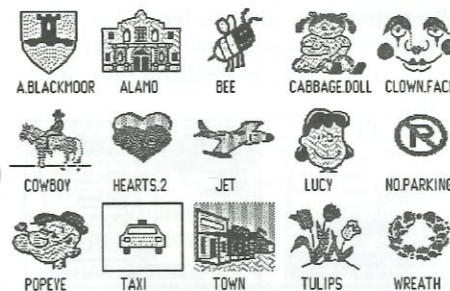 A.BLACKMOOR ALAMO BEE CABBAGE.DOLL CLOWN.FACE
COWBOY HEARTS.2 JET LUCY NO.PARKING
R
POPEYE TAXI TOWN TULIPS WREATH